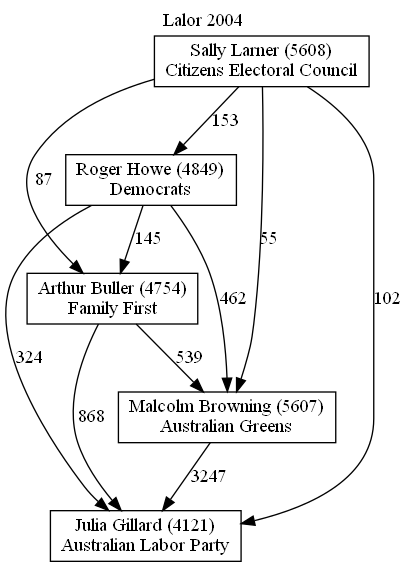 Lalor 2004
Sally Larner (5608)
Citizens Electoral Council
153
Roger Howe (4849)
Democrats
87
145
55
Arthur Buller (4754)
Family First
462
102
324
539
Malcolm Browning (5607)
Australian Greens
868
3247
Julia Gillard (4121)
Australian Labor Party